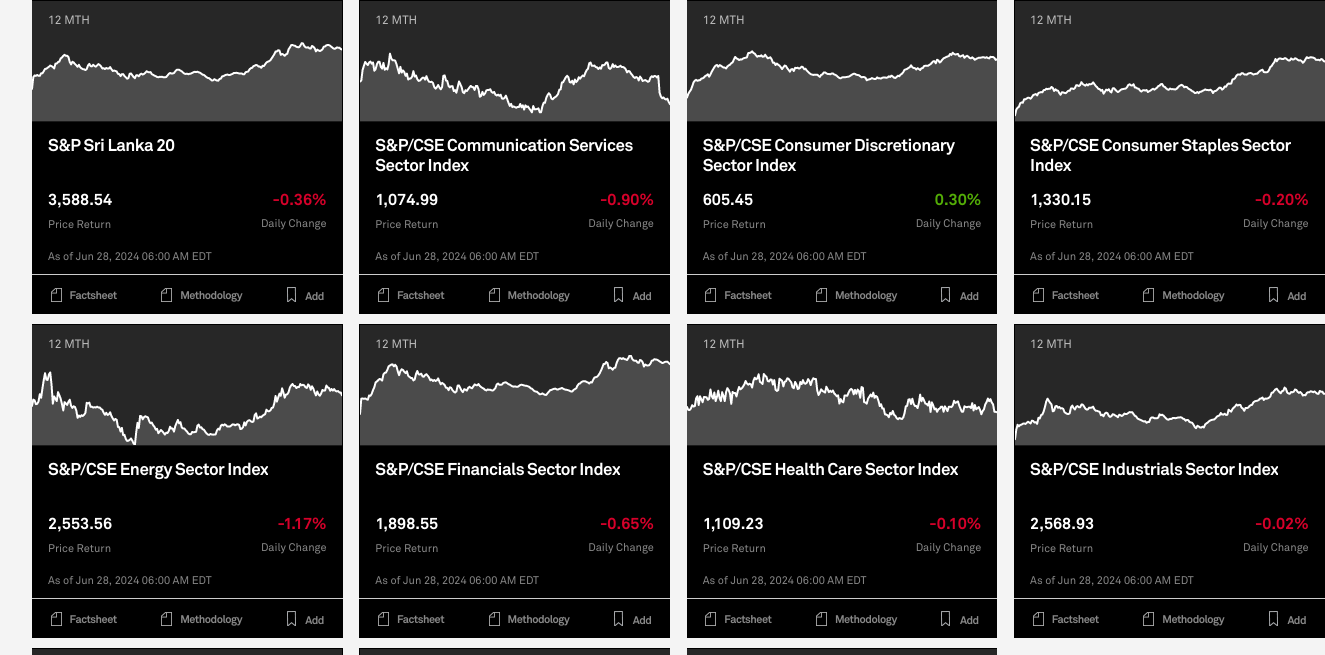 12 MTH
S&P Sri Lanka 20
3,588.54
-0.36%
Price Return
Daily Change
As of Jun 28, 2024 06:00 AM EDT
Factsheet
Methodology
Add
12 MTH
S&P/CSE Communication Services
Sector Index
1,074.99
-0.90%
Price Return
Daily Change
As of Jun 28, 2024 06:00 AM EDT
Factsheet
Methodology
Add
12 MTH
S&P/CSE Consumer Discretionary
Sector Index
605.45
0.30%
Price Return
Daily Change
As of Jun 28, 2024 06:00 AM EDT
Factsheet
Methodology
Add
12 MTH
S&P/CSE Consumer Staples Sector
Index
1,330.15
-0.20%
Price Return
Daily Change
As of Jun 28, 2024 06:00 AM EDT
Factsheet
Methodology
Add
12 MTH
S&P/CSE Energy Sector Index
2,553.56
-1.17%
Price Return
Daily Change
As of Jun 28, 2024 06:00 AM EDT
Factsheet
Methodology
Add
12 MTH
S&P/CSE Financials Sector Index
1,898.55
-0.65%
Price Return
Daily Change
As of Jun 28, 2024 06:00 AM EDT
Factsheet
Methodology
Add
12 MTH
S&P/CSE Health Care Sector Index
1,109.23
-0.10%
Price Return
Daily Change
As of Jun 28, 2024 06:00 AM EDT
Factsheet
Methodology
Add
12 MTH
S&P/CSE Industrials Sector Index
2,568.93
-0.02%
Price Return
Daily Change
As of Jun 28, 2024 06:00 AM EDT
Factsheet
Methodology
Add